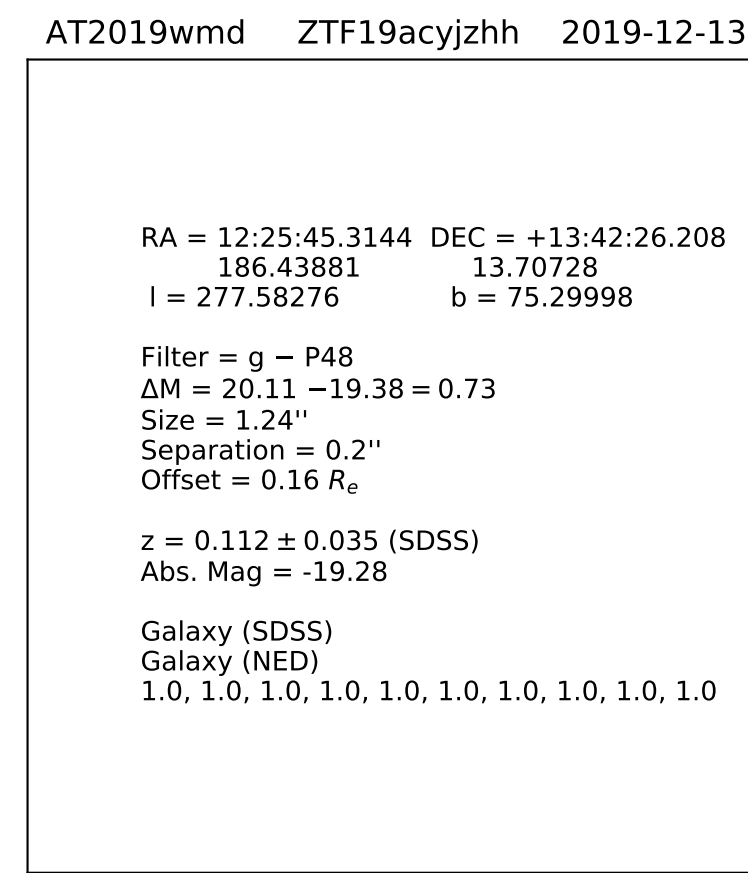 AT2019wmd ZTF19acyjzhh 2019-12-13
RA = 12:25:45.3144 DEC = +13:42:26.208
186.43881 13.70728
l = 277.58276 b = 75.29998
Filter = g − P48
ΔM = 20.11 −19.38 = 0.73
Size = 1.24''
Separation = 0.2''
Offset = 0.16 Re
z = 0.112 ± 0.035 (SDSS)
Abs. Mag = -19.28
Galaxy (SDSS)
Galaxy (NED)
1.0, 1.0, 1.0, 1.0, 1.0, 1.0, 1.0, 1.0, 1.0, 1.0